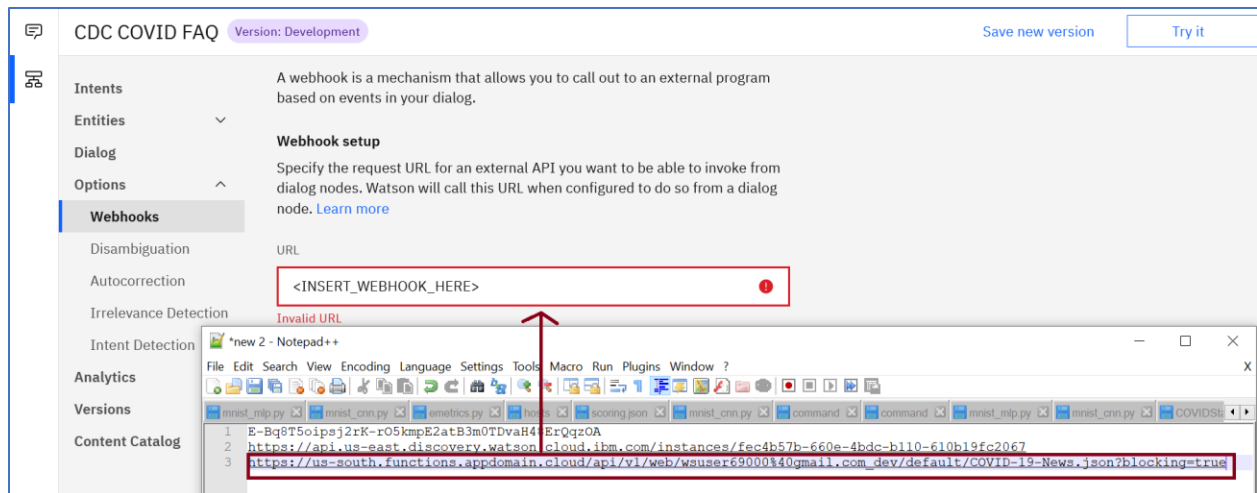 CDC COVID FAQ Version: Development Save new version Try it
Intents
Entities
Dialog
Options
Webhooks
Disambiguation
Autocorrection
Irrelevance Detection
Intent Detection
Analytics
Versions
Content Catalog
A webhook is a mechanism that allows you to call out to an external program
based on events in your dialog.
Webhook setup
Specify the request URL for an external API you want to be able to invoke from
dialog nodes. Watson will call this URL when configured to do so from a dialog
node. Learn more
URL
<INSERT_WEBHOOK_HERE>
Invalid URL
*new 2 - Notepad++
File Edit Search View Encoding Language Settings Tools Macro Run Plugins Window ? X
mnist_mlp.py mnist_cnn.py emetrics.py hosts scoring.json mnist_cnn.py command command mnist_mlp.py mnist_cnn.py COVIDSt
1
2 https://api.us-east.discovery.watson.cloud.ibm.com/instances/fec4b57b-660e-4bdc-b110-610b19fc2067
3 https://us-south.functions.appdomain.cloud/api/v1/web/wsuser69000%40gmail.com_dev/default/COVID-19-News.json?blocking=true